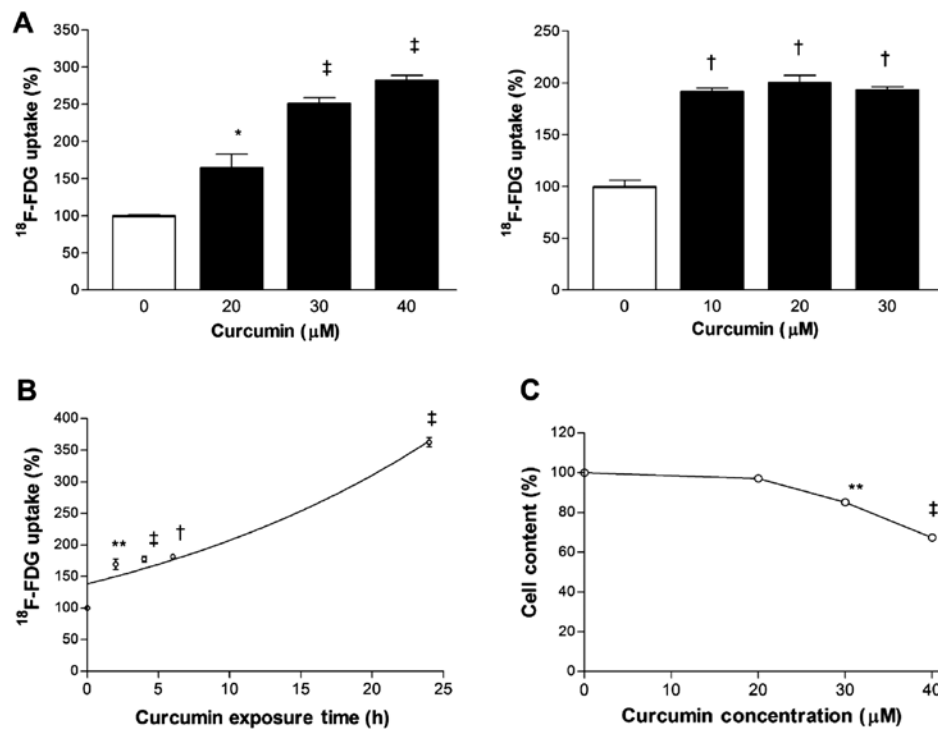 A
¹⁸F-FDG uptake (%)
350
300
250
200
150
100
50
0
*
‡
‡
0 20 30 40
Curcumin (μM)
¹⁸F-FDG uptake (%)
250
200
150
100
50
0
†
†
†
0 10 20 30
Curcumin (μM)
B
¹⁸F-FDG uptake (%)
400
350
300
250
200
150
100
50
0
**
‡
†
‡
0 5 10 15 20 25
Curcumin exposure time (h)
C
Cell content (%)
120
100
80
60
40
20
0
**
‡
0 10 20 30 40
Curcumin concentration (μM)